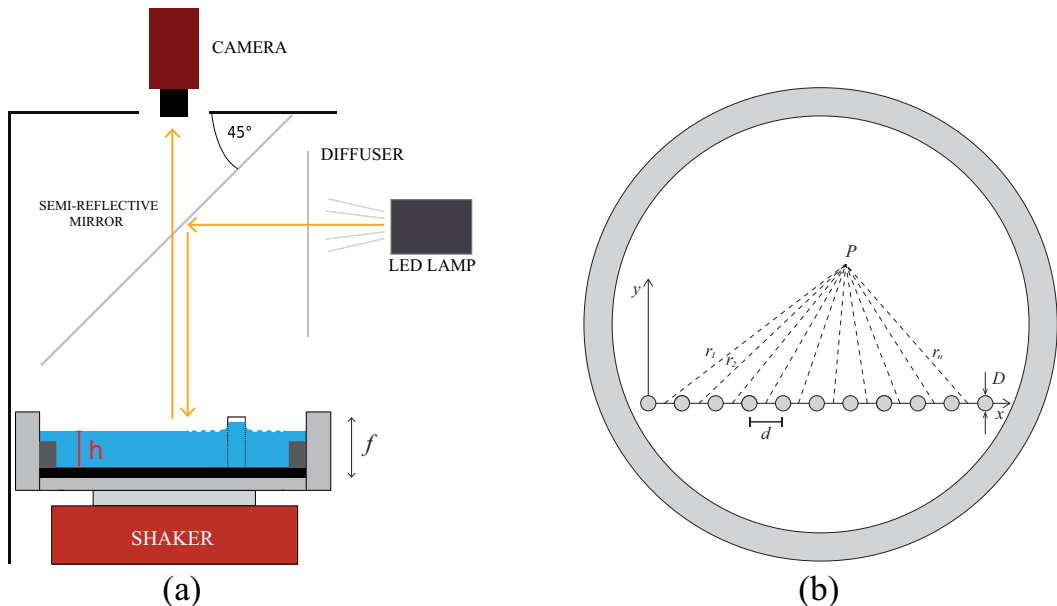 CAMERA
45°
DIFFUSER
SEMI-REFLECTIVE
MIRROR
LED LAMP
h
f
SHAKER
(a)
P
y
r1
r2
rn
D
x
d
(b)